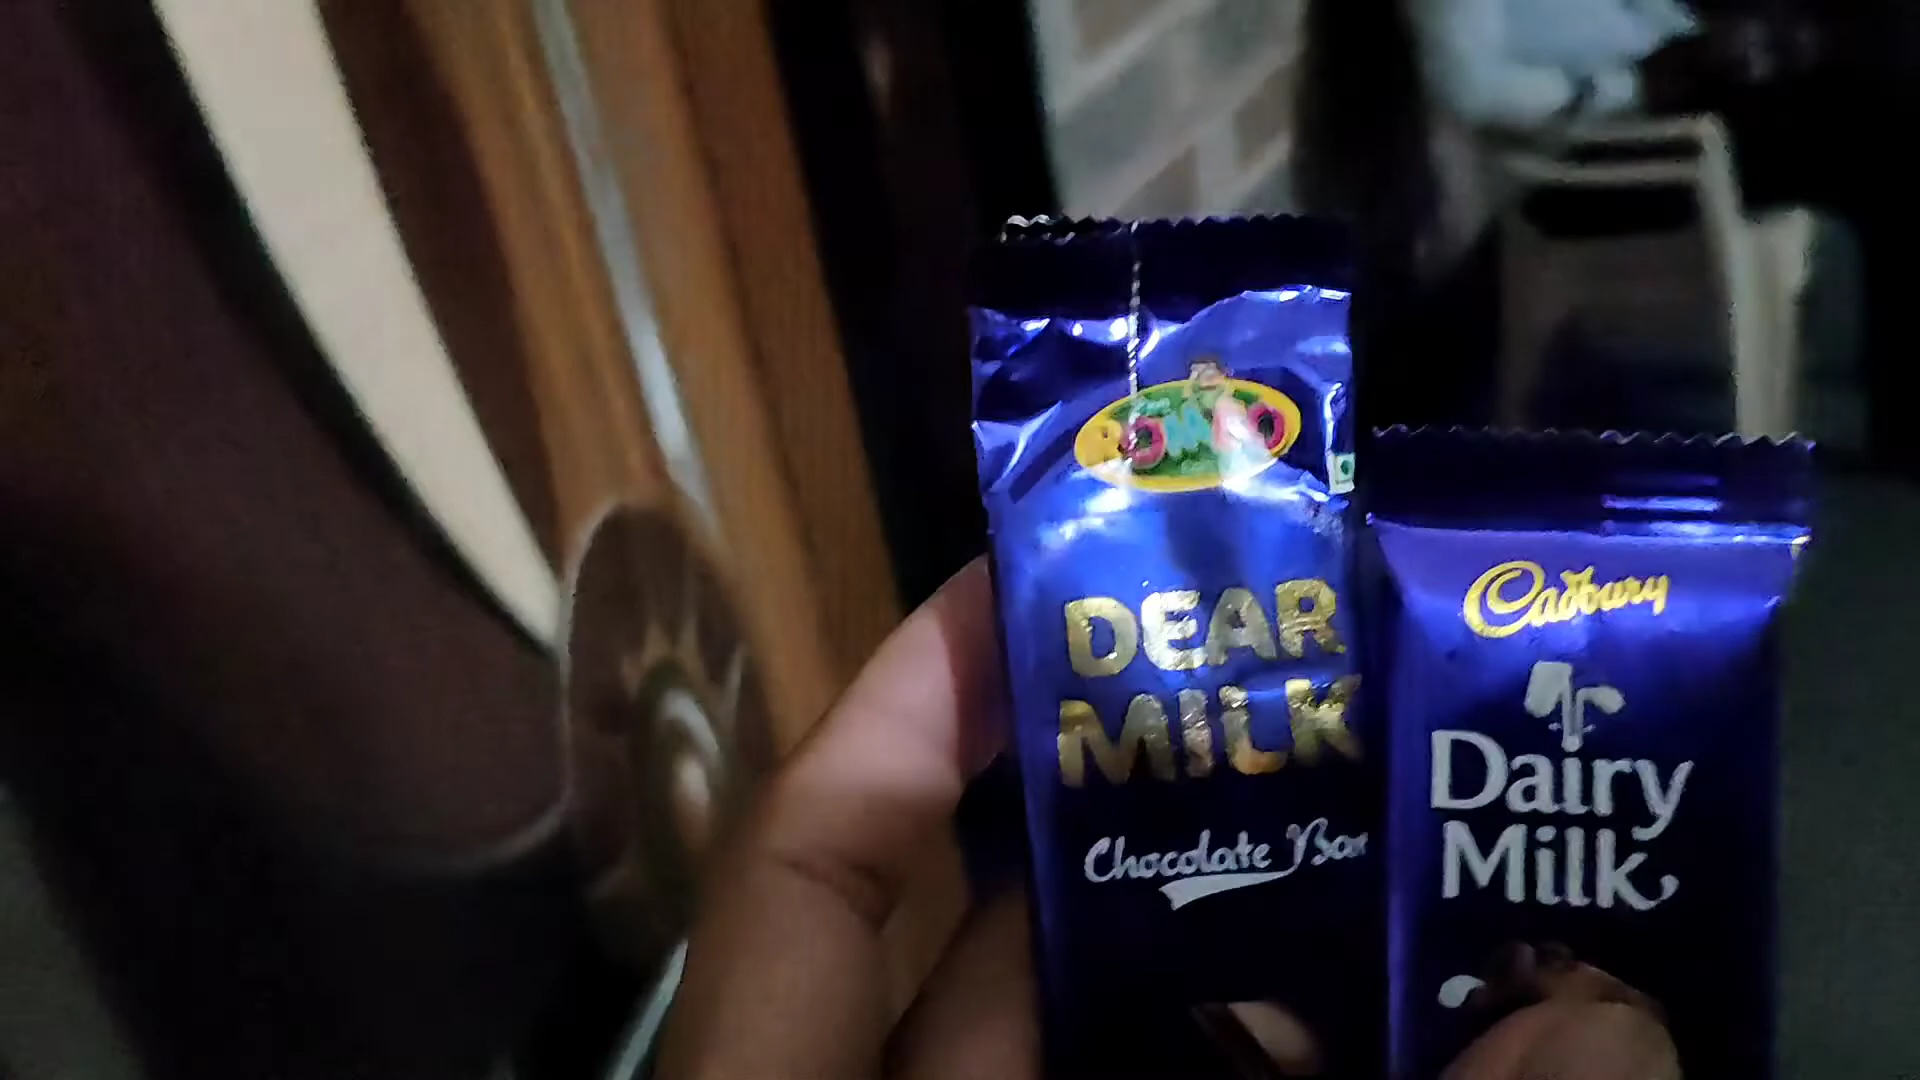 ROMEO
DEAR
MILK
Chocolate Bar
Cadbury
Dairy
Milk